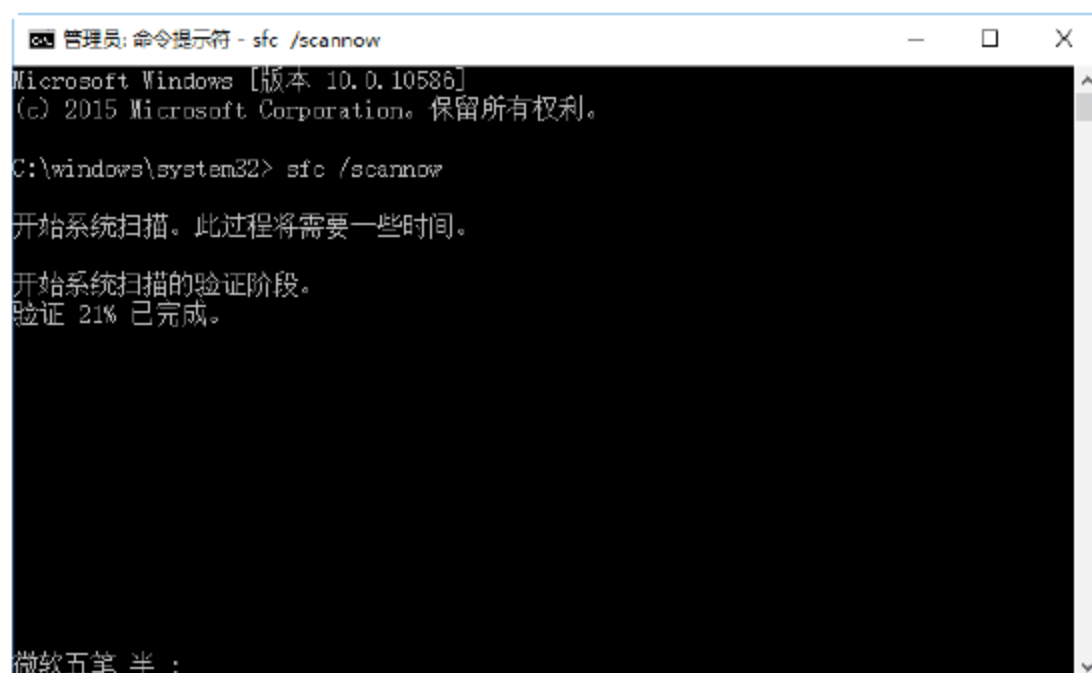 管理员: 命令提示符 - sfc /scannow
Microsoft Windows [版本 10.0.10586]
(c) 2015 Microsoft Corporation。保留所有权利。
C:\windows\system32> sfc /scannow
开始系统扫描。此过程将需要一些时间。
开始系统扫描的验证阶段。
验证 21% 已完成。
微软五笔 半 :